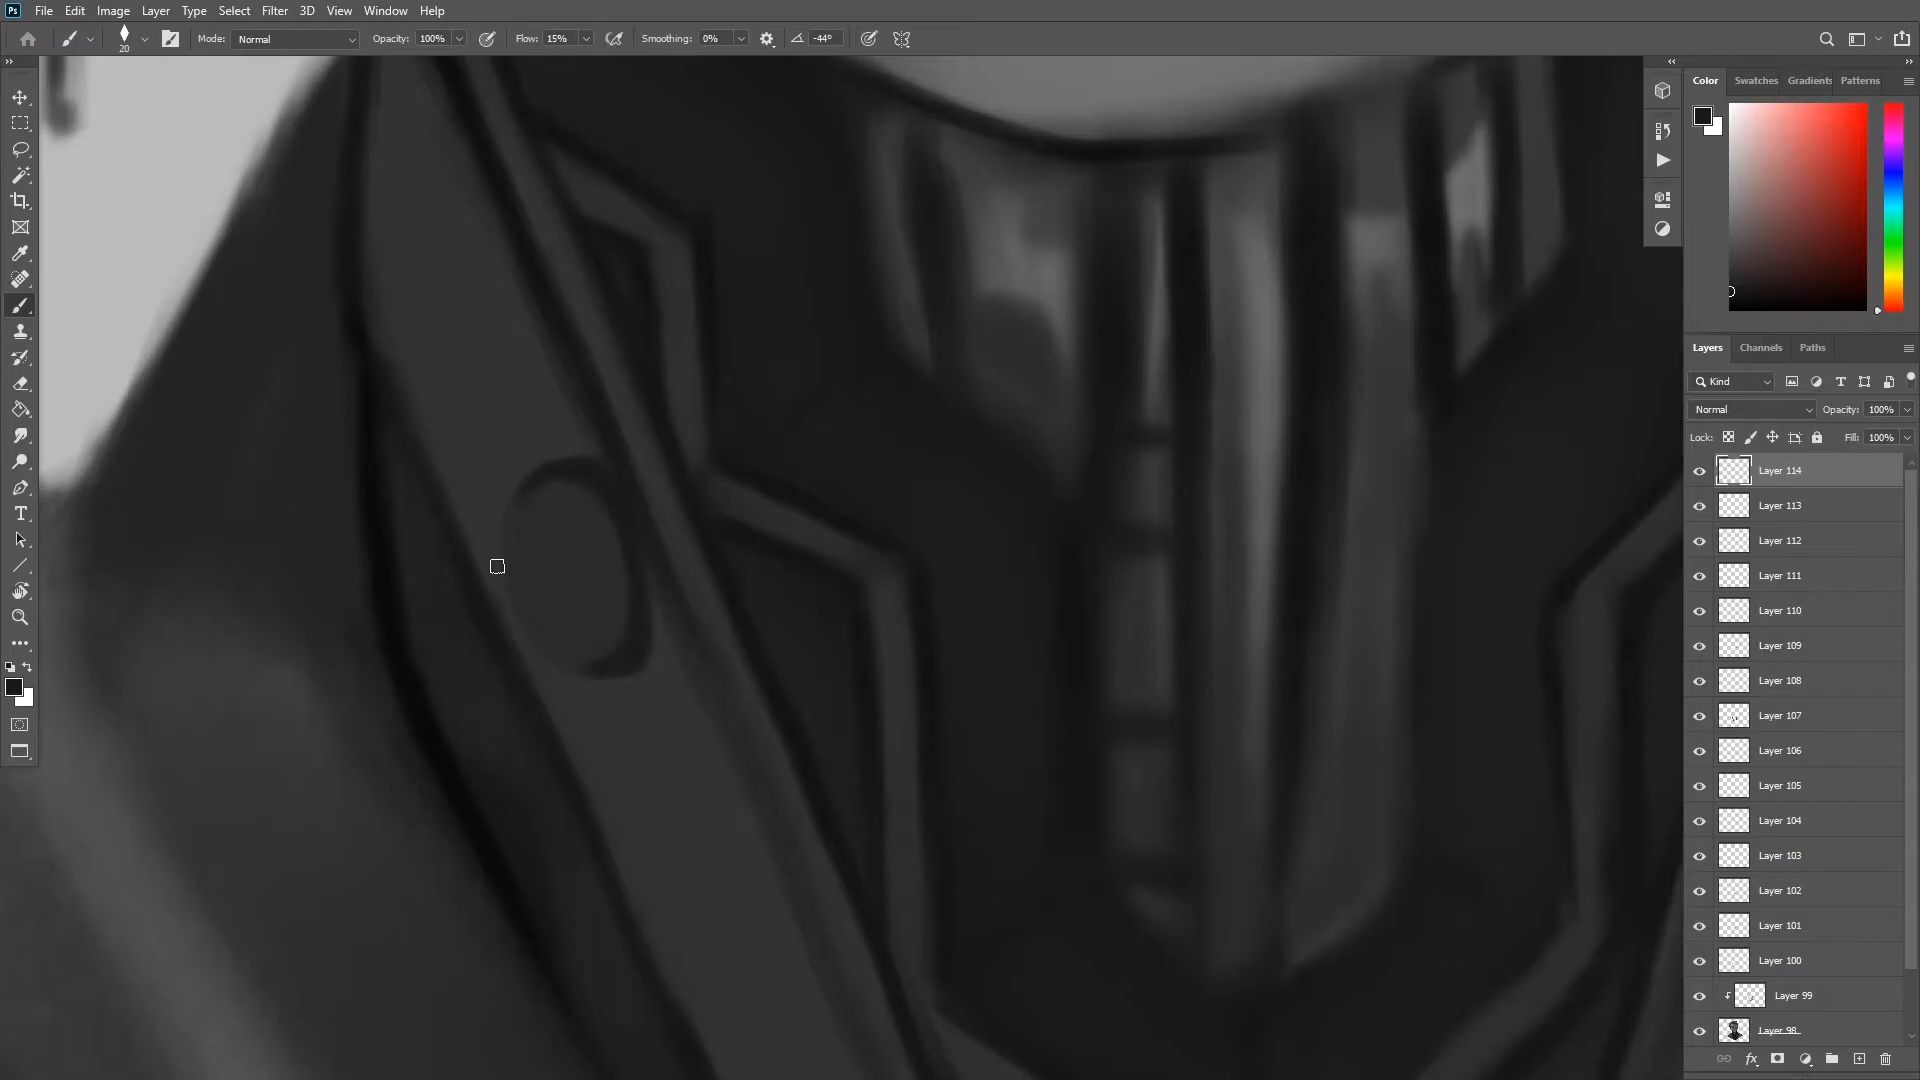 Ps File Edit Image Layer Type Select Filter 3D View Window Help
20 Mode: Normal Opacity: 100% Flow: 15% Smoothing: 0% -44°
Color Swatches Gradients Patterns
Layers Channels Paths
Kind
Normal Opacity: 100%
Lock: Fill: 100%
Layer 114
Layer 113
Layer 112
Layer 111
Layer 110
Layer 109
Layer 108
Layer 107
Layer 106
Layer 105
Layer 104
Layer 103
Layer 102
Layer 101
Layer 100
Layer 99
Layer 98
fx